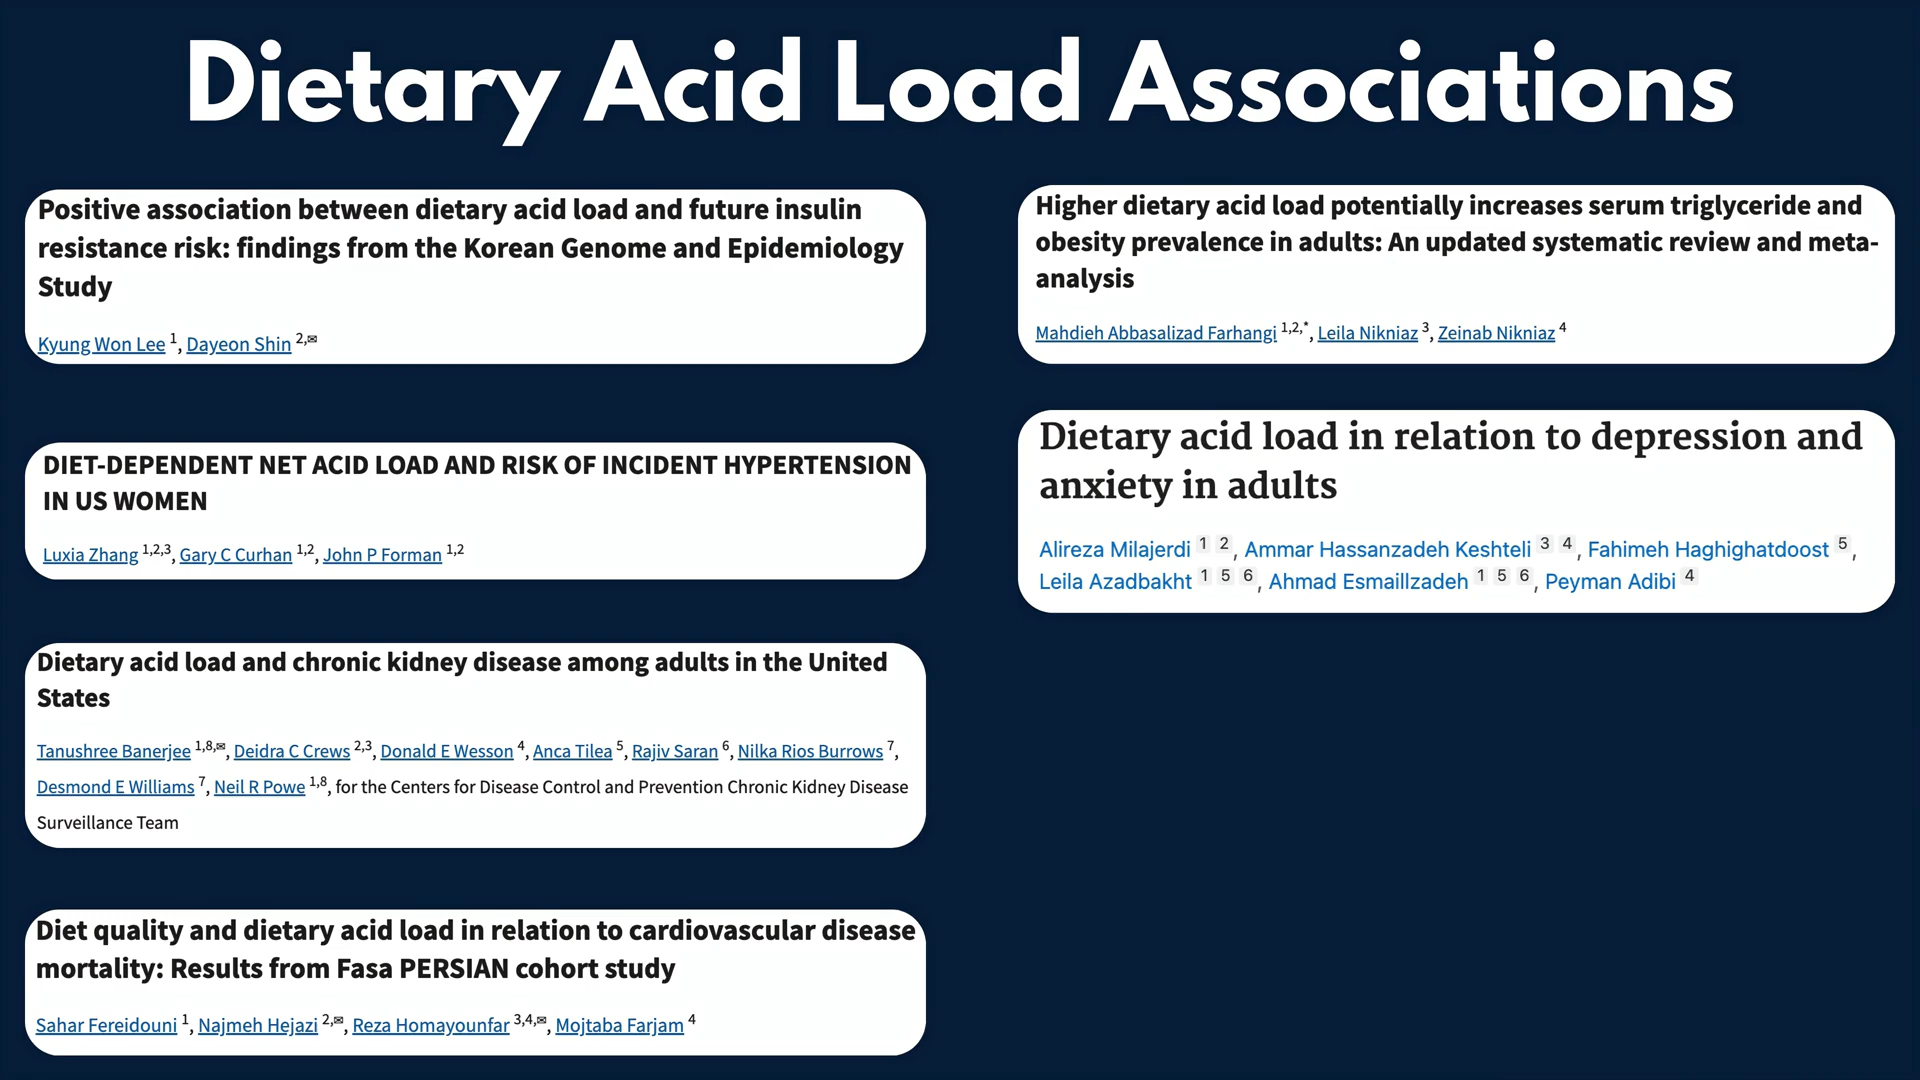 Dietary Acid Load Associations
Positive association between dietary acid load and future insulin
resistance risk: findings from the Korean Genome and Epidemiology
Study
Kyung Won Lee 1, Dayeon Shin 2,✉
DIET-DEPENDENT NET ACID LOAD AND RISK OF INCIDENT HYPERTENSION
IN US WOMEN
Luxia Zhang 1,2,3, Gary C Curhan 1,2, John P Forman 1,2
Dietary acid load and chronic kidney disease among adults in the United
States
Tanushree Banerjee 1,8,✉, Deidra C Crews 2,3, Donald E Wesson 4, Anca Tilea 5, Rajiv Saran 6, Nilka Rios Burrows 7,
Desmond E Williams 7, Neil R Powe 1,8, for the Centers for Disease Control and Prevention Chronic Kidney Disease
Surveillance Team
Diet quality and dietary acid load in relation to cardiovascular disease
mortality: Results from Fasa PERSIAN cohort study
Sahar Fereidouni 1, Najmeh Hejazi 2,✉, Reza Homayounfar 3,4,✉, Mojtaba Farjam 4
Higher dietary acid load potentially increases serum triglyceride and
obesity prevalence in adults: An updated systematic review and meta-
analysis
Mahdieh Abbasalizad Farhangi 1,2,*, Leila Nikniaz 3, Zeinab Nikniaz 4
Dietary acid load in relation to depression and
anxiety in adults
Alireza Milajerdi 1 2, Ammar Hassanzadeh Keshteli 3 4, Fahimeh Haghighatdoost 5,
Leila Azadbakht 1 5 6, Ahmad Esmaillzadeh 1 5 6, Peyman Adibi 4